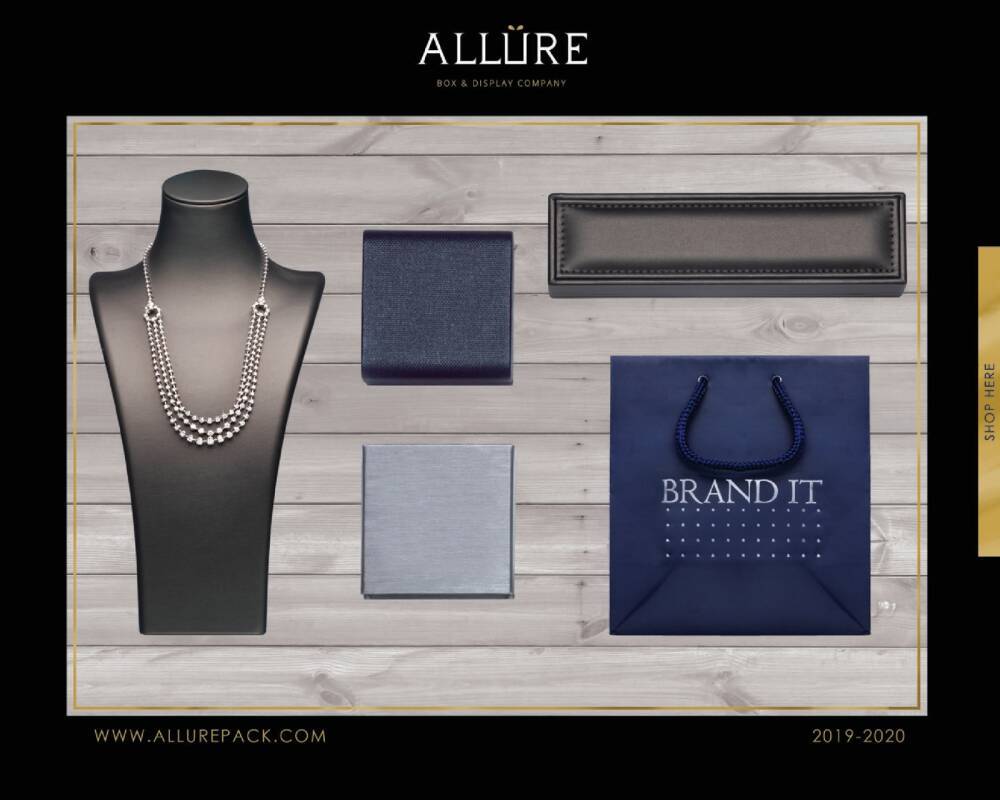 ALLURE
BOX & DISPLAY COMPANY
SHOP HERE
BRAND IT
WWW.ALLUREPACK.COM
2019-2020